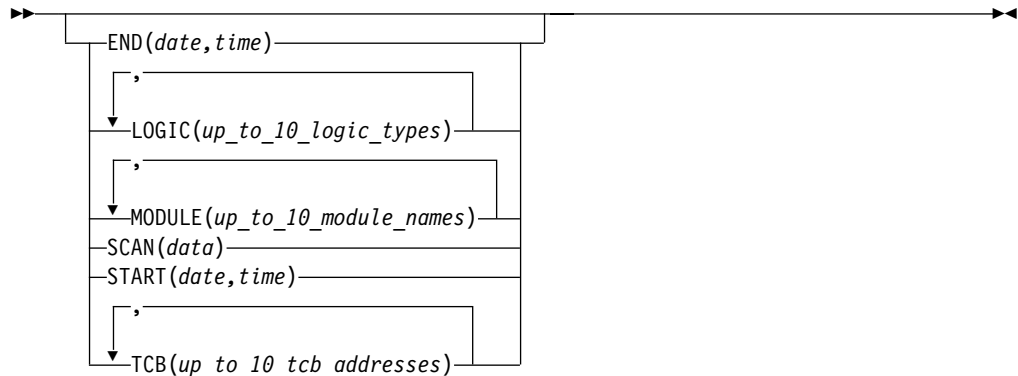 END(date,time)
,
LOGIC(up_to_10_logic_types)
,
MODULE(up_to_10_module_names)
SCAN(data)
START(date,time)
,
TCB(up to 10 tcb addresses)